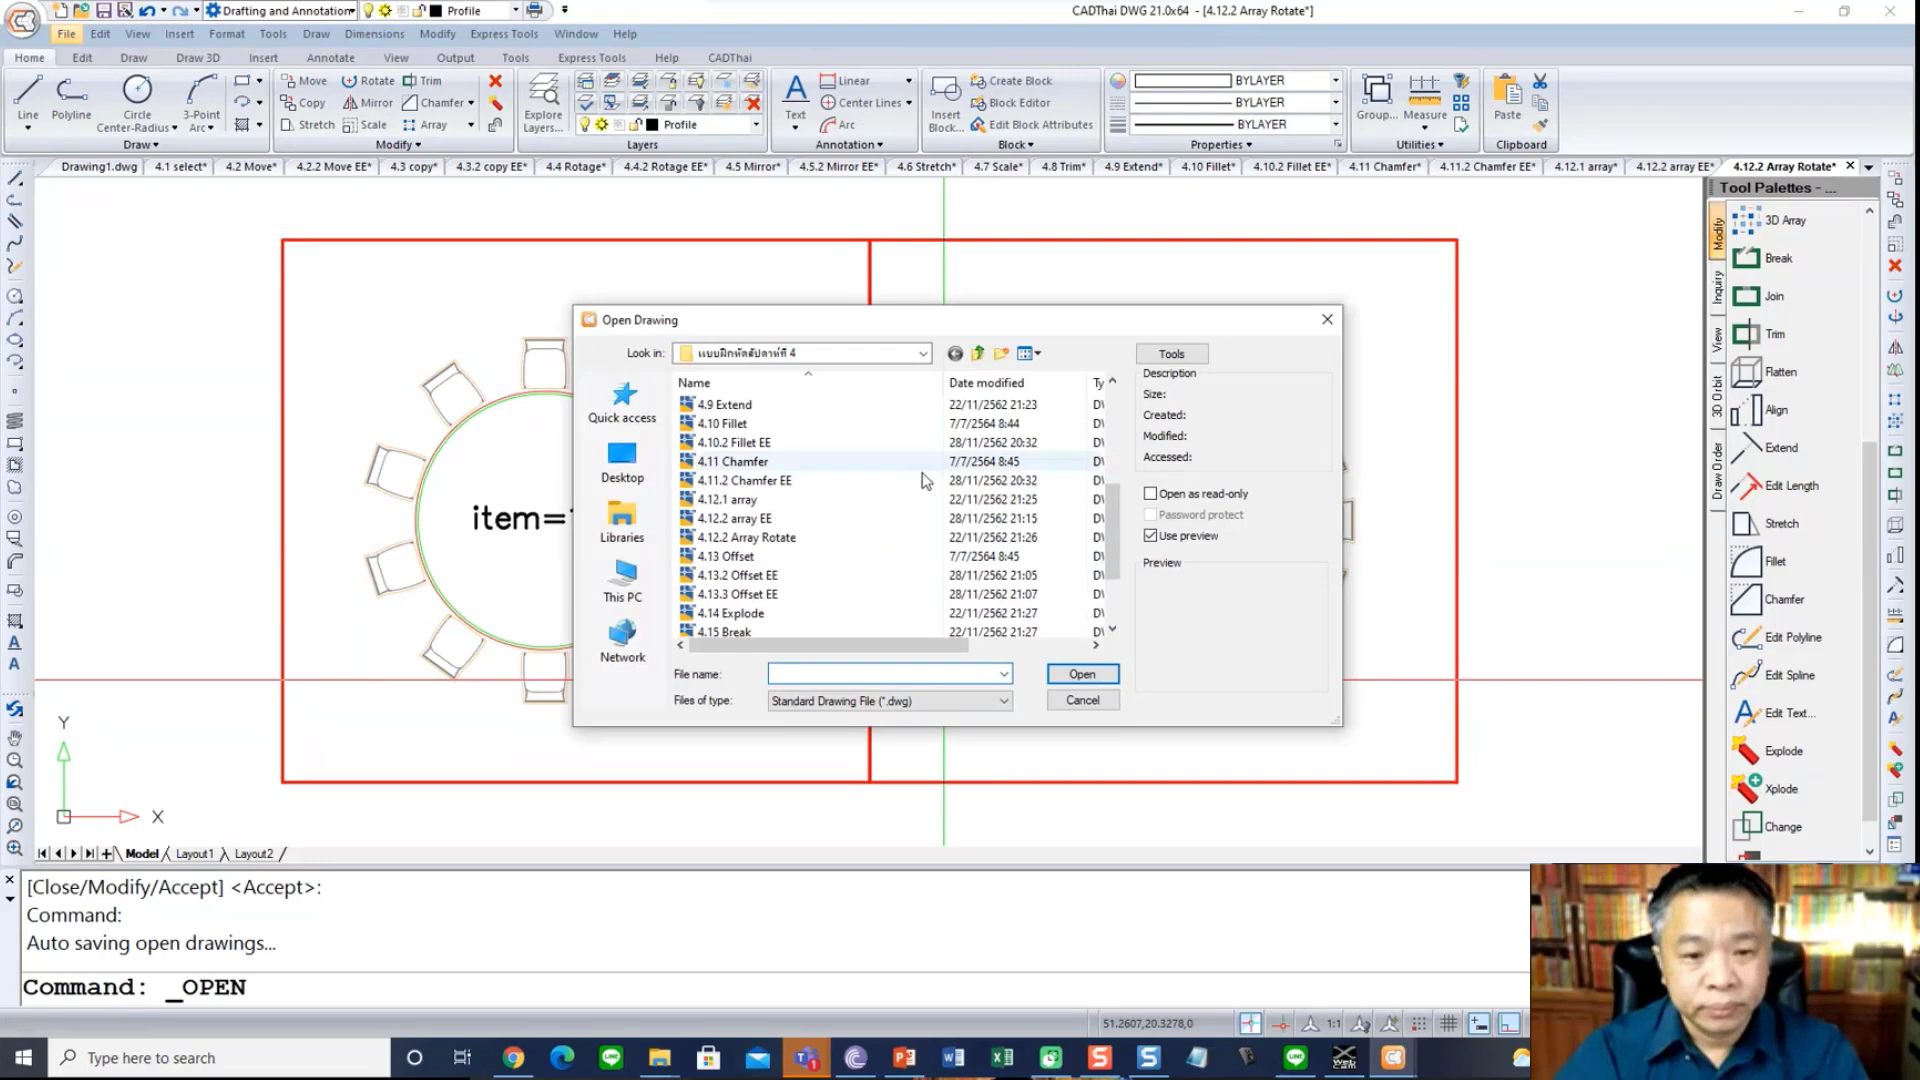 Drafting and Annotation
Profile
CADThai DWG 21.0x64 - [4.12.2 Array Rotate*]
File Edit View Insert Format Tools Draw Dimensions Modify Express Tools Window Help
Home Edit Draw Draw 3D Insert Annotate View Output Tools Express Tools Help CADThai
Line
Polyline
Circle
Center-Radius
3-Point
Arc
Draw
Move Rotate Trim
Copy Mirror Chamfer
Stretch Scale Array
Modify
Explore
Layers...
Profile
Layers
Text
Linear
Center Lines
Arc
Annotation
Insert
Block...
Create Block
Block Editor
Edit Block Attributes
Block
BYLAYER
BYLAYER
BYLAYER
Properties
Group...
Measure
Utilities
Paste
Clipboard
Drawing1.dwg 4.1 select* 4.2 Move* 4.2.2 Move EE* 4.3 copy* 4.3.2 copy EE* 4.4 Rotage* 4.4.2 Rotage EE* 4.5 Mirror* 4.5.2 Mirror EE* 4.6 Stretch* 4.7 Scale* 4.8 Trim* 4.9 Extend* 4.10 Fillet* 4.10.2 Fillet EE* 4.11 Chamfer* 4.11.2 Chamfer EE* 4.12.1 array* 4.12.2 array EE* 4.12.2 Array Rotate*
Tool Palettes - ...
Modify
Inquiry
View
3D Orbit
Draw Order
3D Array
Break
Join
Trim
Flatten
Align
Extend
Edit Length
Stretch
Fillet
Chamfer
Edit Polyline
Edit Spline
Edit Text...
Explode
Xplode
Change
item=
Open Drawing
Look in: แบบฝึกหัดสัปดาห์ที่ 4
Tools
Quick access
Desktop
Libraries
This PC
Network
Name Date modified Ty
4.9 Extend 22/11/2562 21:23
4.10 Fillet 7/7/2564 8:44
4.10.2 Fillet EE 28/11/2562 20:32
4.11 Chamfer 7/7/2564 8:45
4.11.2 Chamfer EE 28/11/2562 20:32
4.12.1 array 22/11/2562 21:25
4.12.2 array EE 28/11/2562 21:15
4.12.2 Array Rotate 22/11/2562 21:26
4.13 Offset 7/7/2564 8:45
4.13.2 Offset EE 28/11/2562 21:05
4.13.3 Offset EE 28/11/2562 21:07
4.14 Explode 22/11/2562 21:27
4.15 Break 22/11/2562 21:27
File name:
Open
Files of type: Standard Drawing File (*.dwg)
Cancel
Description
Size:
Created:
Modified:
Accessed:
Open as read-only
Password protect
Use preview
Preview
Y
X
Model Layout1 Layout2
[Close/Modify/Accept] <Accept>:
Command:
Auto saving open drawings...
Command: _OPEN
51.2607,20.3278,0
1:1
Type here to search